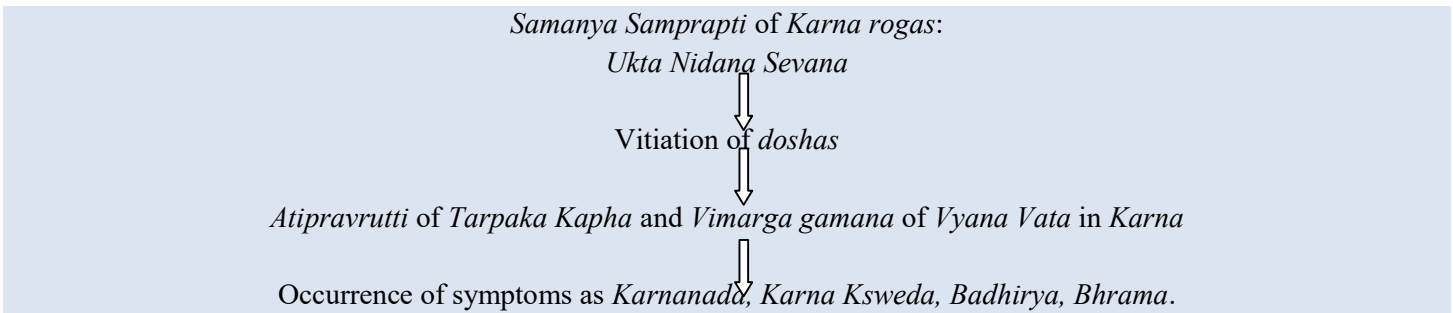 Samanya Samprapti of Karna rogas:
Ukta Nidana Sevana
Vitiation of doshas
Atipravrutti of Tarpaka Kapha and Vimarga gamana of Vyana Vata in Karna
Occurrence of symptoms as Karnanada, Karna Ksweda, Badhirya, Bhrama.